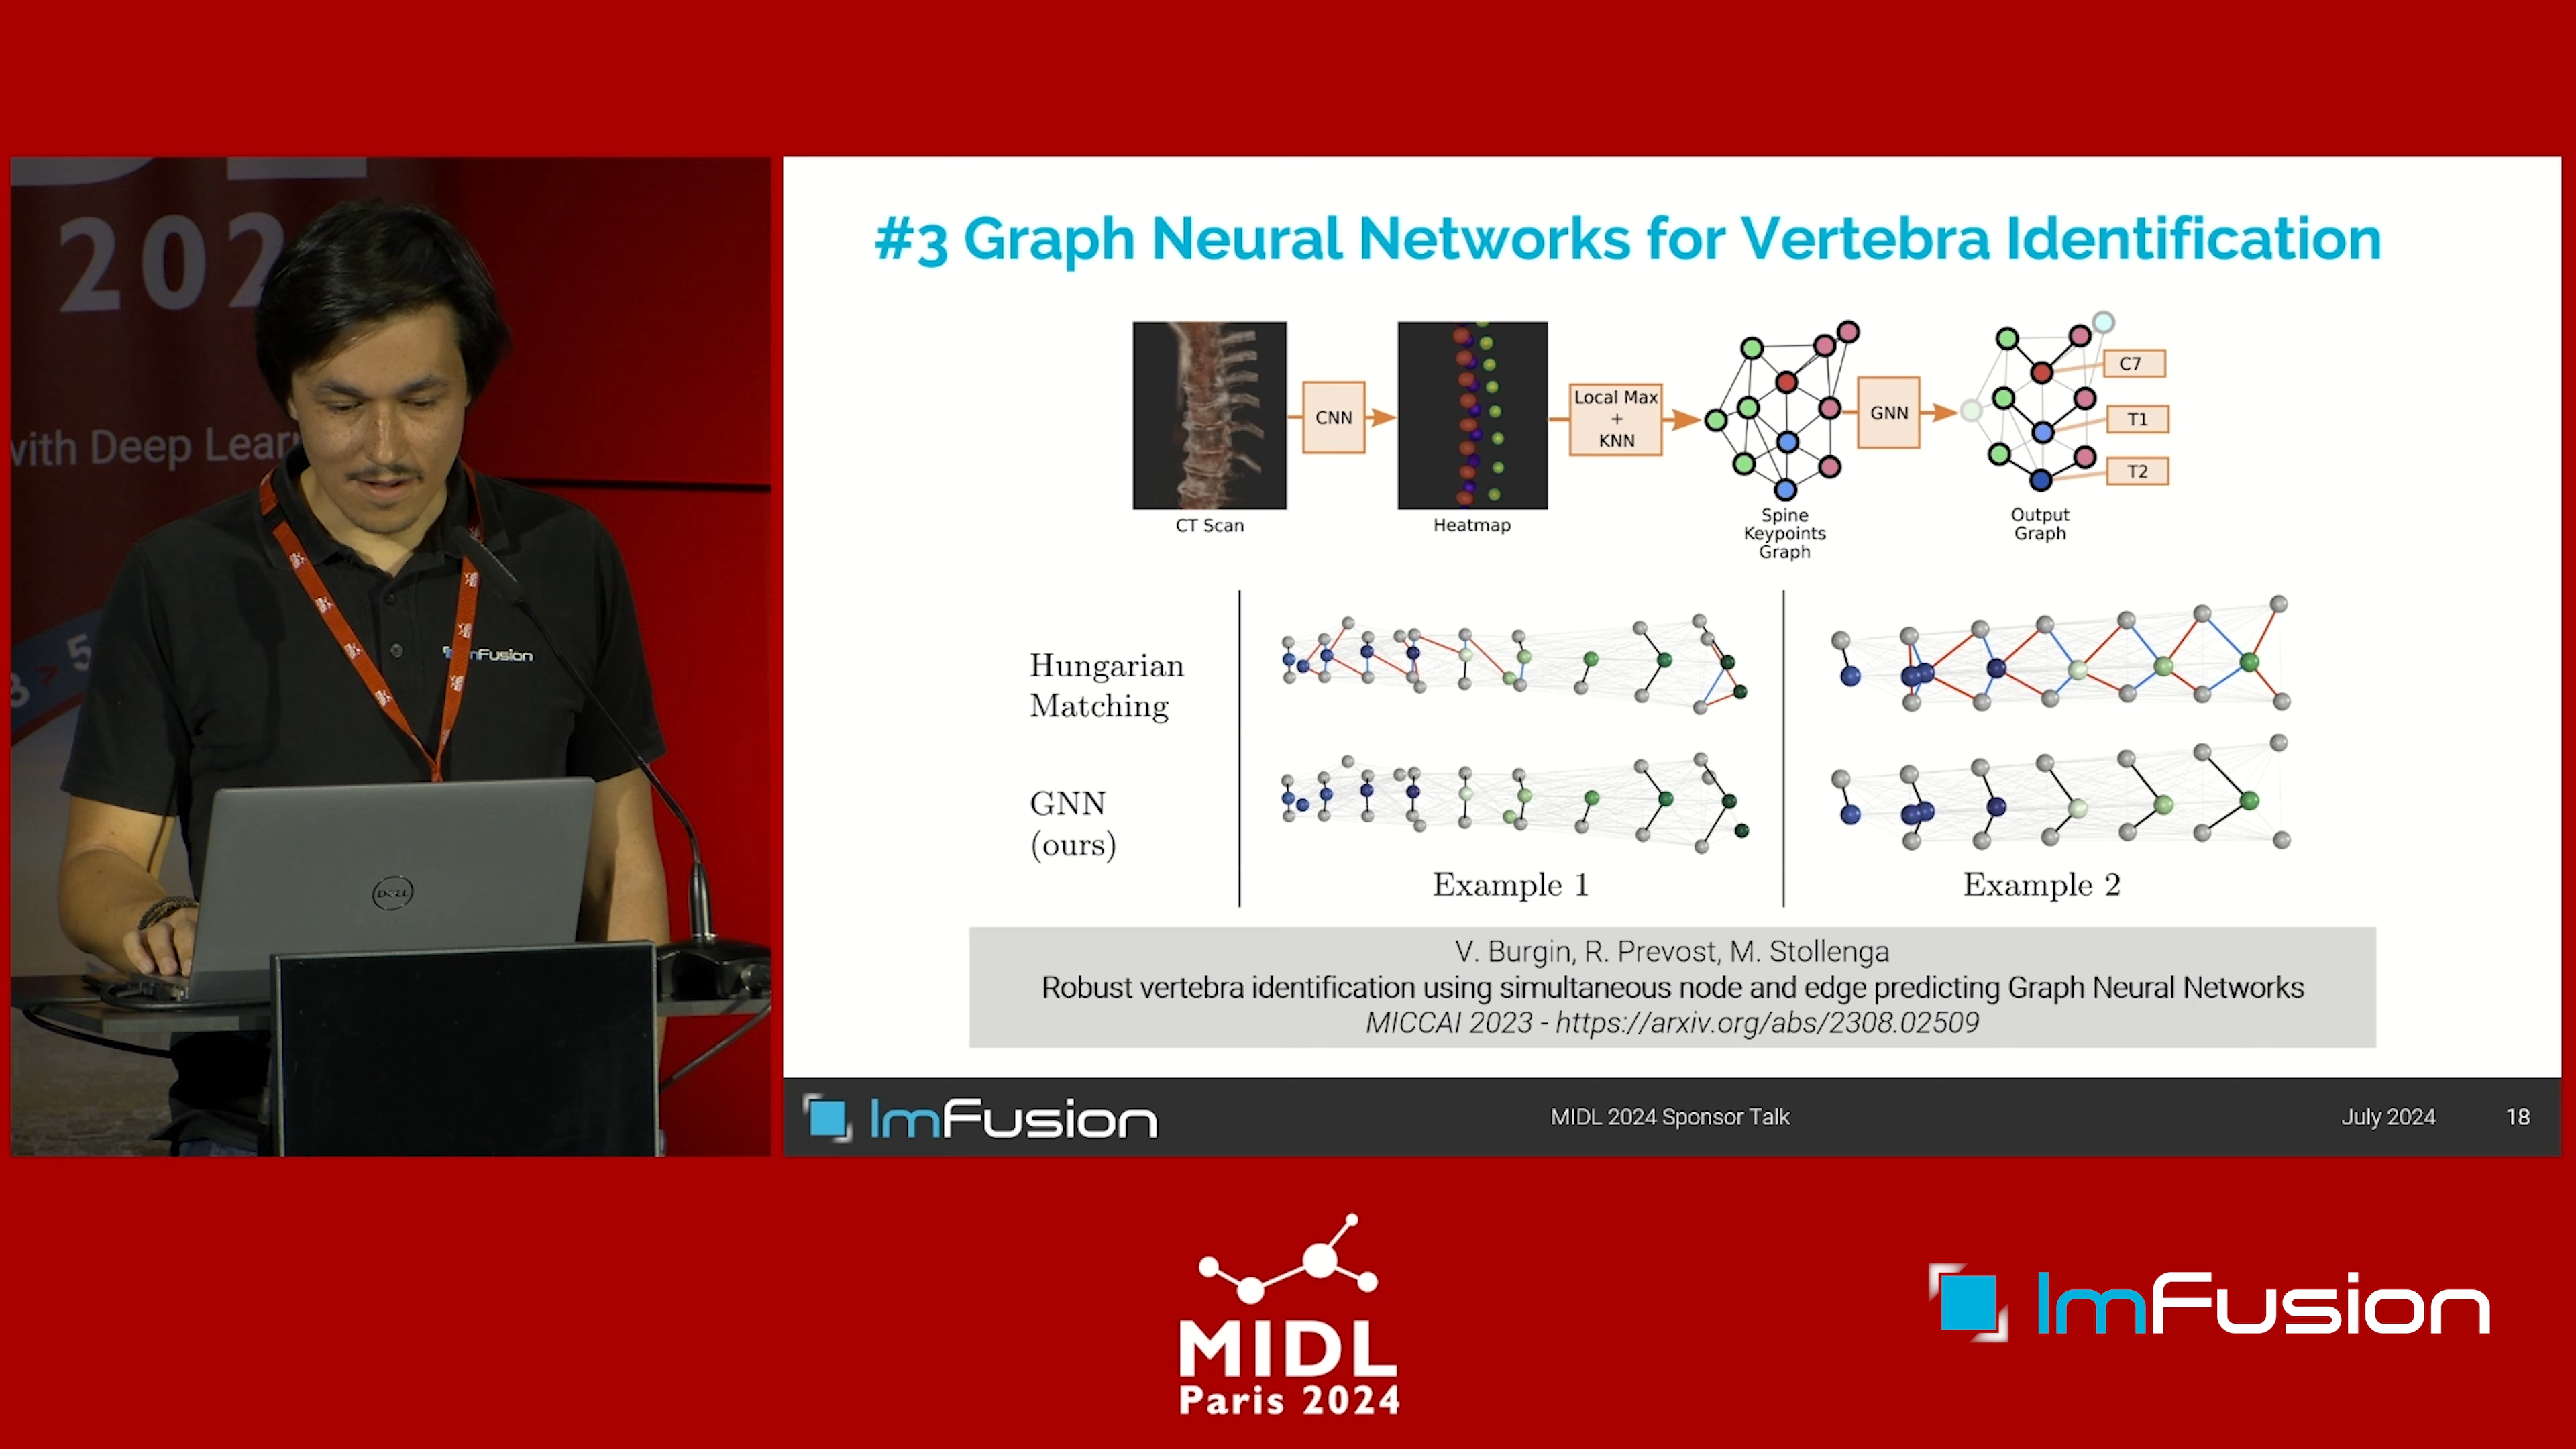 202
with Deep Lear
5
ImFusion
DELL
#3 Graph Neural Networks for Vertebra Identification
CT Scan
CNN
Heatmap
Local Max
+
KNN
Spine
Keypoints
Graph
GNN
C7
T1
T2
Output
Graph
Hungarian
Matching
GNN
(ours)
Example 1
Example 2
V. Burgin, R. Prevost, M. Stollenga
Robust vertebra identification using simultaneous node and edge predicting Graph Neural Networks
MICCAI 2023 - https://arxiv.org/abs/2308.02509
ImFusion
MIDL 2024 Sponsor Talk
July 2024
18
MIDL
Paris 2024
ImFusion